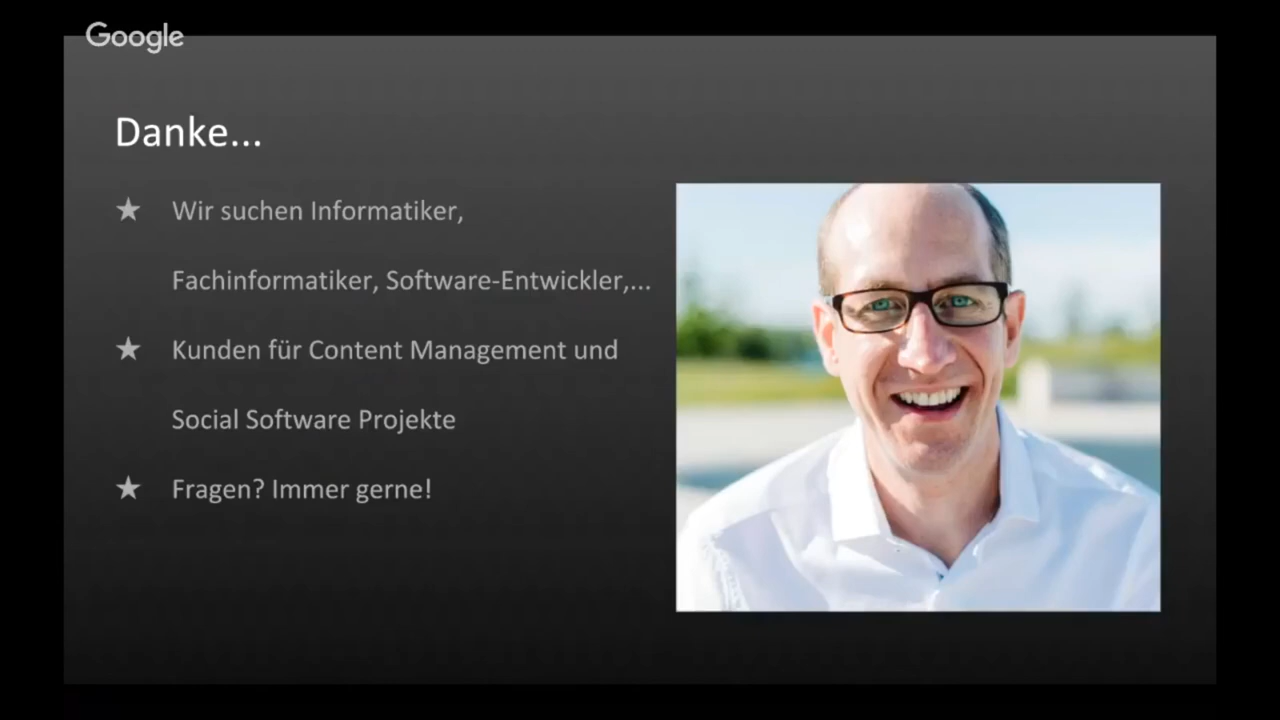 Google
Danke...
★ Wir suchen Informatiker,
Fachinformatiker, Software-Entwickler,...
★ Kunden für Content Management und
Social Software Projekte
★ Fragen? Immer gerne!